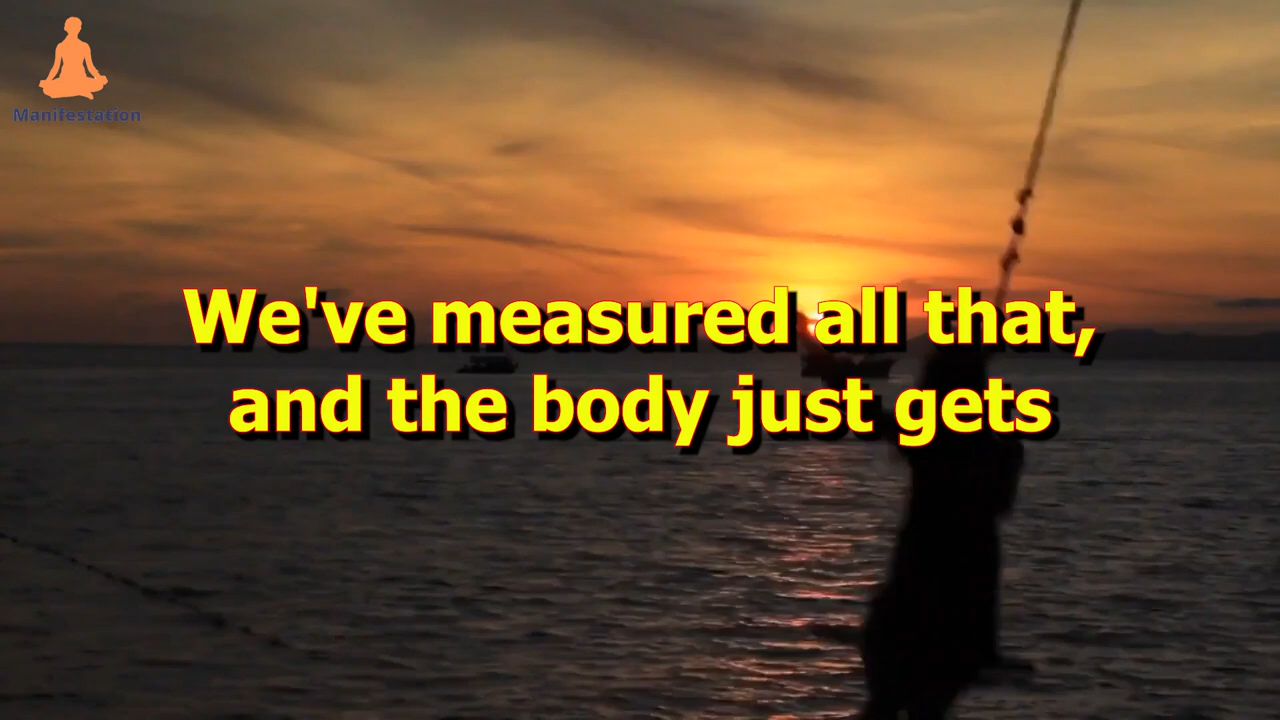 Manifestation
We've measured all that,
and the body just gets